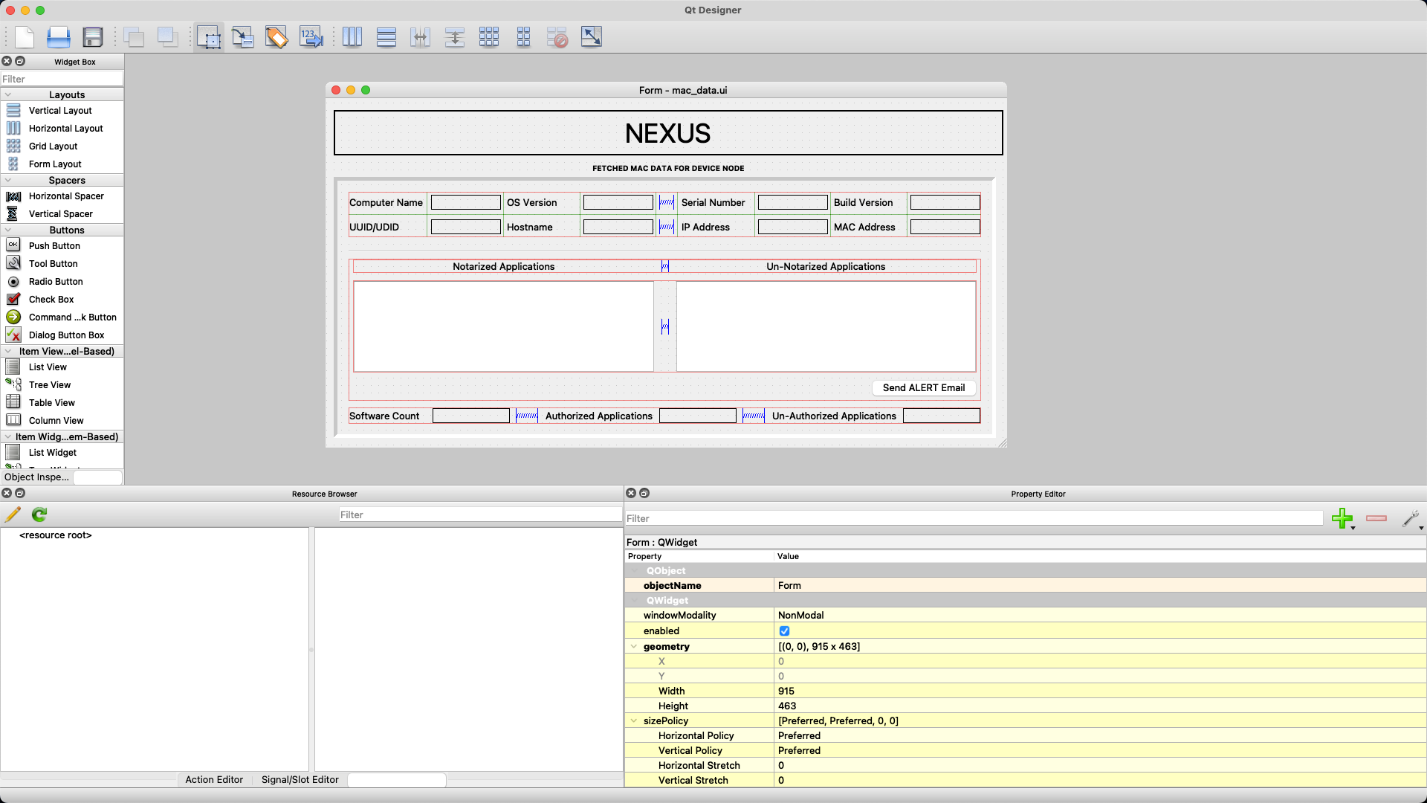 Qt Designer
123
Widget Box
Filter
Layouts
Vertical Layout
Horizontal Layout
Grid Layout
Form Layout
Spacers
Horizontal Spacer
Vertical Spacer
Buttons
OK Push Button
Tool Button
Radio Button
Check Box
Command ...k Button
Dialog Button Box
Item View...el-Based)
List View
Tree View
Table View
Column View
Item Widg...em-Based)
List Widget
Object Inspe...
Form - mac_data.ui
NEXUS
FETCHED MAC DATA FOR DEVICE NODE
Computer Name OS Version Serial Number Build Version
UUID/UDID Hostname IP Address MAC Address
Notarized Applications Un-Notarized Applications
Send ALERT Email
Software Count Authorized Applications Un-Authorized Applications
Resource Browser
Filter
<resource root>
Action Editor Signal/Slot Editor
Property Editor
Filter
Form : QWidget
Property Value
QObject
objectName Form
QWidget
windowModality NonModal
enabled
geometry [(0, 0), 915 x 463]
X 0
Y 0
Width 915
Height 463
sizePolicy [Preferred, Preferred, 0, 0]
Horizontal Policy Preferred
Vertical Policy Preferred
Horizontal Stretch 0
Vertical Stretch 0